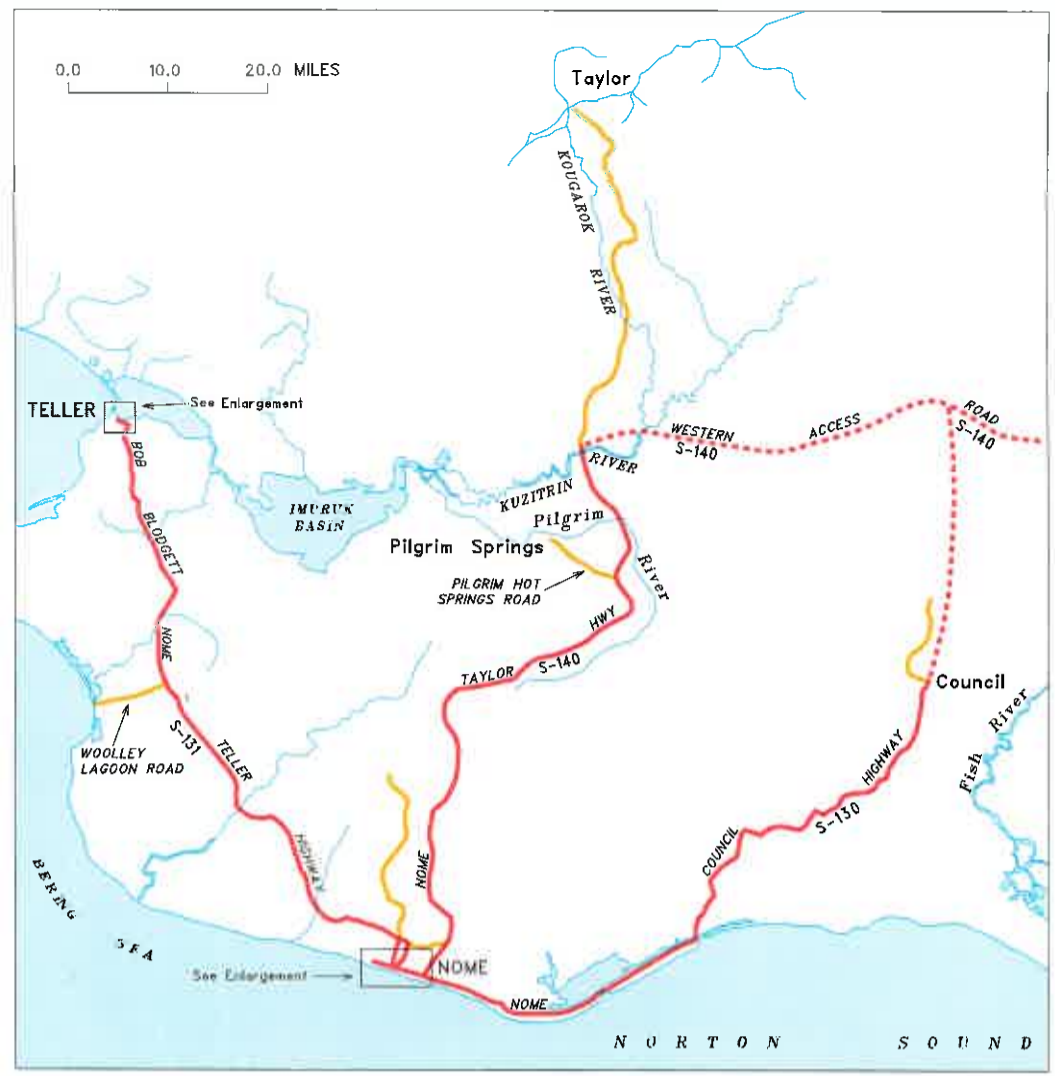 0.0 10.0 20.0 MILES
Taylor
KOUGAROK
RIVER
TELLER
See Enlargement
BOB
BLODGETT
NOME
S-131
TELLER
HIGHWAY
WESTERN
S-140
ACCESS
ROAD
S-140
RIVER
KUZITRIN
Pilgrim
River
IMURUK
BASIN
Pilgrim Springs
PILGRIM HOT
SPRINGS ROAD
HWY
S-140
TAYLOR
NOME
WOOLLEY
LAGOON ROAD
Council
Fish River
HIGHWAY
S-130
COUNCIL
NOME
BERING
SEA
See Enlargement
NOME
NORTON SOUND